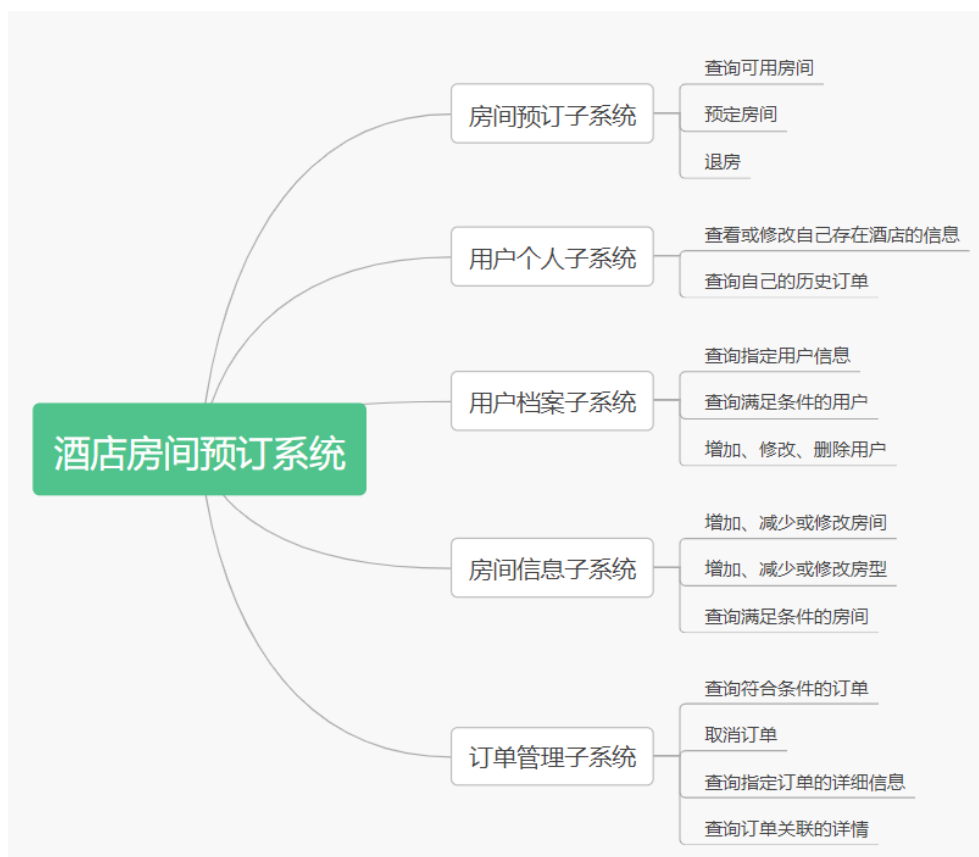 酒店房间预订系统
房间预订子系统
查询可用房间
预定房间
退房
用户个人子系统
查看或修改自己存在酒店的信息
查询自己的历史订单
用户档案子系统
查询指定用户信息
查询满足条件的用户
增加、修改、删除用户
房间信息子系统
增加、减少或修改房间
增加、减少或修改房型
查询满足条件的房间
订单管理子系统
查询符合条件的订单
取消订单
查询指定订单的详细信息
查询订单关联的详情